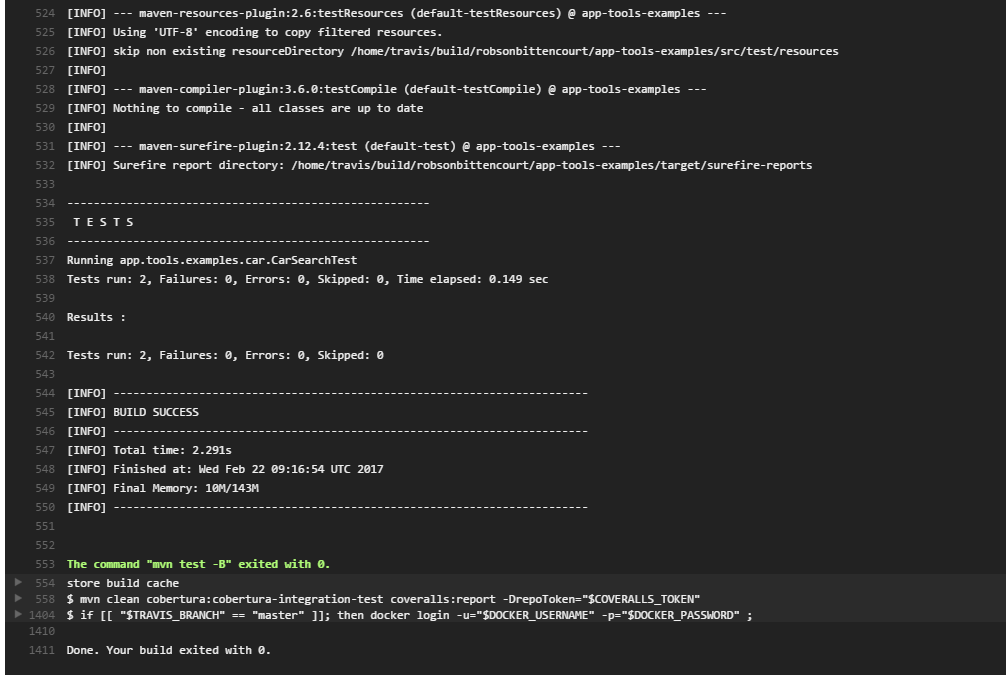 524 [INFO] --- maven-resources-plugin:2.6:testResources (default-testResources) @ app-tools-examples ---
525 [INFO] Using 'UTF-8' encoding to copy filtered resources.
526 [INFO] skip non existing resourceDirectory /home/travis/build/robsonbittencourt/app-tools-examples/src/test/resources
527 [INFO]
528 [INFO] --- maven-compiler-plugin:3.6.0:testCompile (default-testCompile) @ app-tools-examples ---
529 [INFO] Nothing to compile - all classes are up to date
530 [INFO]
531 [INFO] --- maven-surefire-plugin:2.12.4:test (default-test) @ app-tools-examples ---
532 [INFO] Surefire report directory: /home/travis/build/robsonbittencourt/app-tools-examples/target/surefire-reports
533
534 -------------------------------------------------------
535  T E S T S
536 -------------------------------------------------------
537 Running app.tools.examples.car.CarSearchTest
538 Tests run: 2, Failures: 0, Errors: 0, Skipped: 0, Time elapsed: 0.149 sec
539
540 Results :
541
542 Tests run: 2, Failures: 0, Errors: 0, Skipped: 0
543
544 [INFO] ------------------------------------------------------------------------
545 [INFO] BUILD SUCCESS
546 [INFO] ------------------------------------------------------------------------
547 [INFO] Total time: 2.291s
548 [INFO] Finished at: Wed Feb 22 09:16:54 UTC 2017
549 [INFO] Final Memory: 10M/143M
550 [INFO] ------------------------------------------------------------------------
551
552
553 The command "mvn test -B" exited with 0.
554 store build cache
558 $ mvn clean cobertura:cobertura-integration-test coveralls:report -DrepoToken="$COVERALLS_TOKEN"
1404 $ if [[ "$TRAVIS_BRANCH" == "master" ]]; then docker login -u="$DOCKER_USERNAME" -p="$DOCKER_PASSWORD" ;
1410
1411 Done. Your build exited with 0.